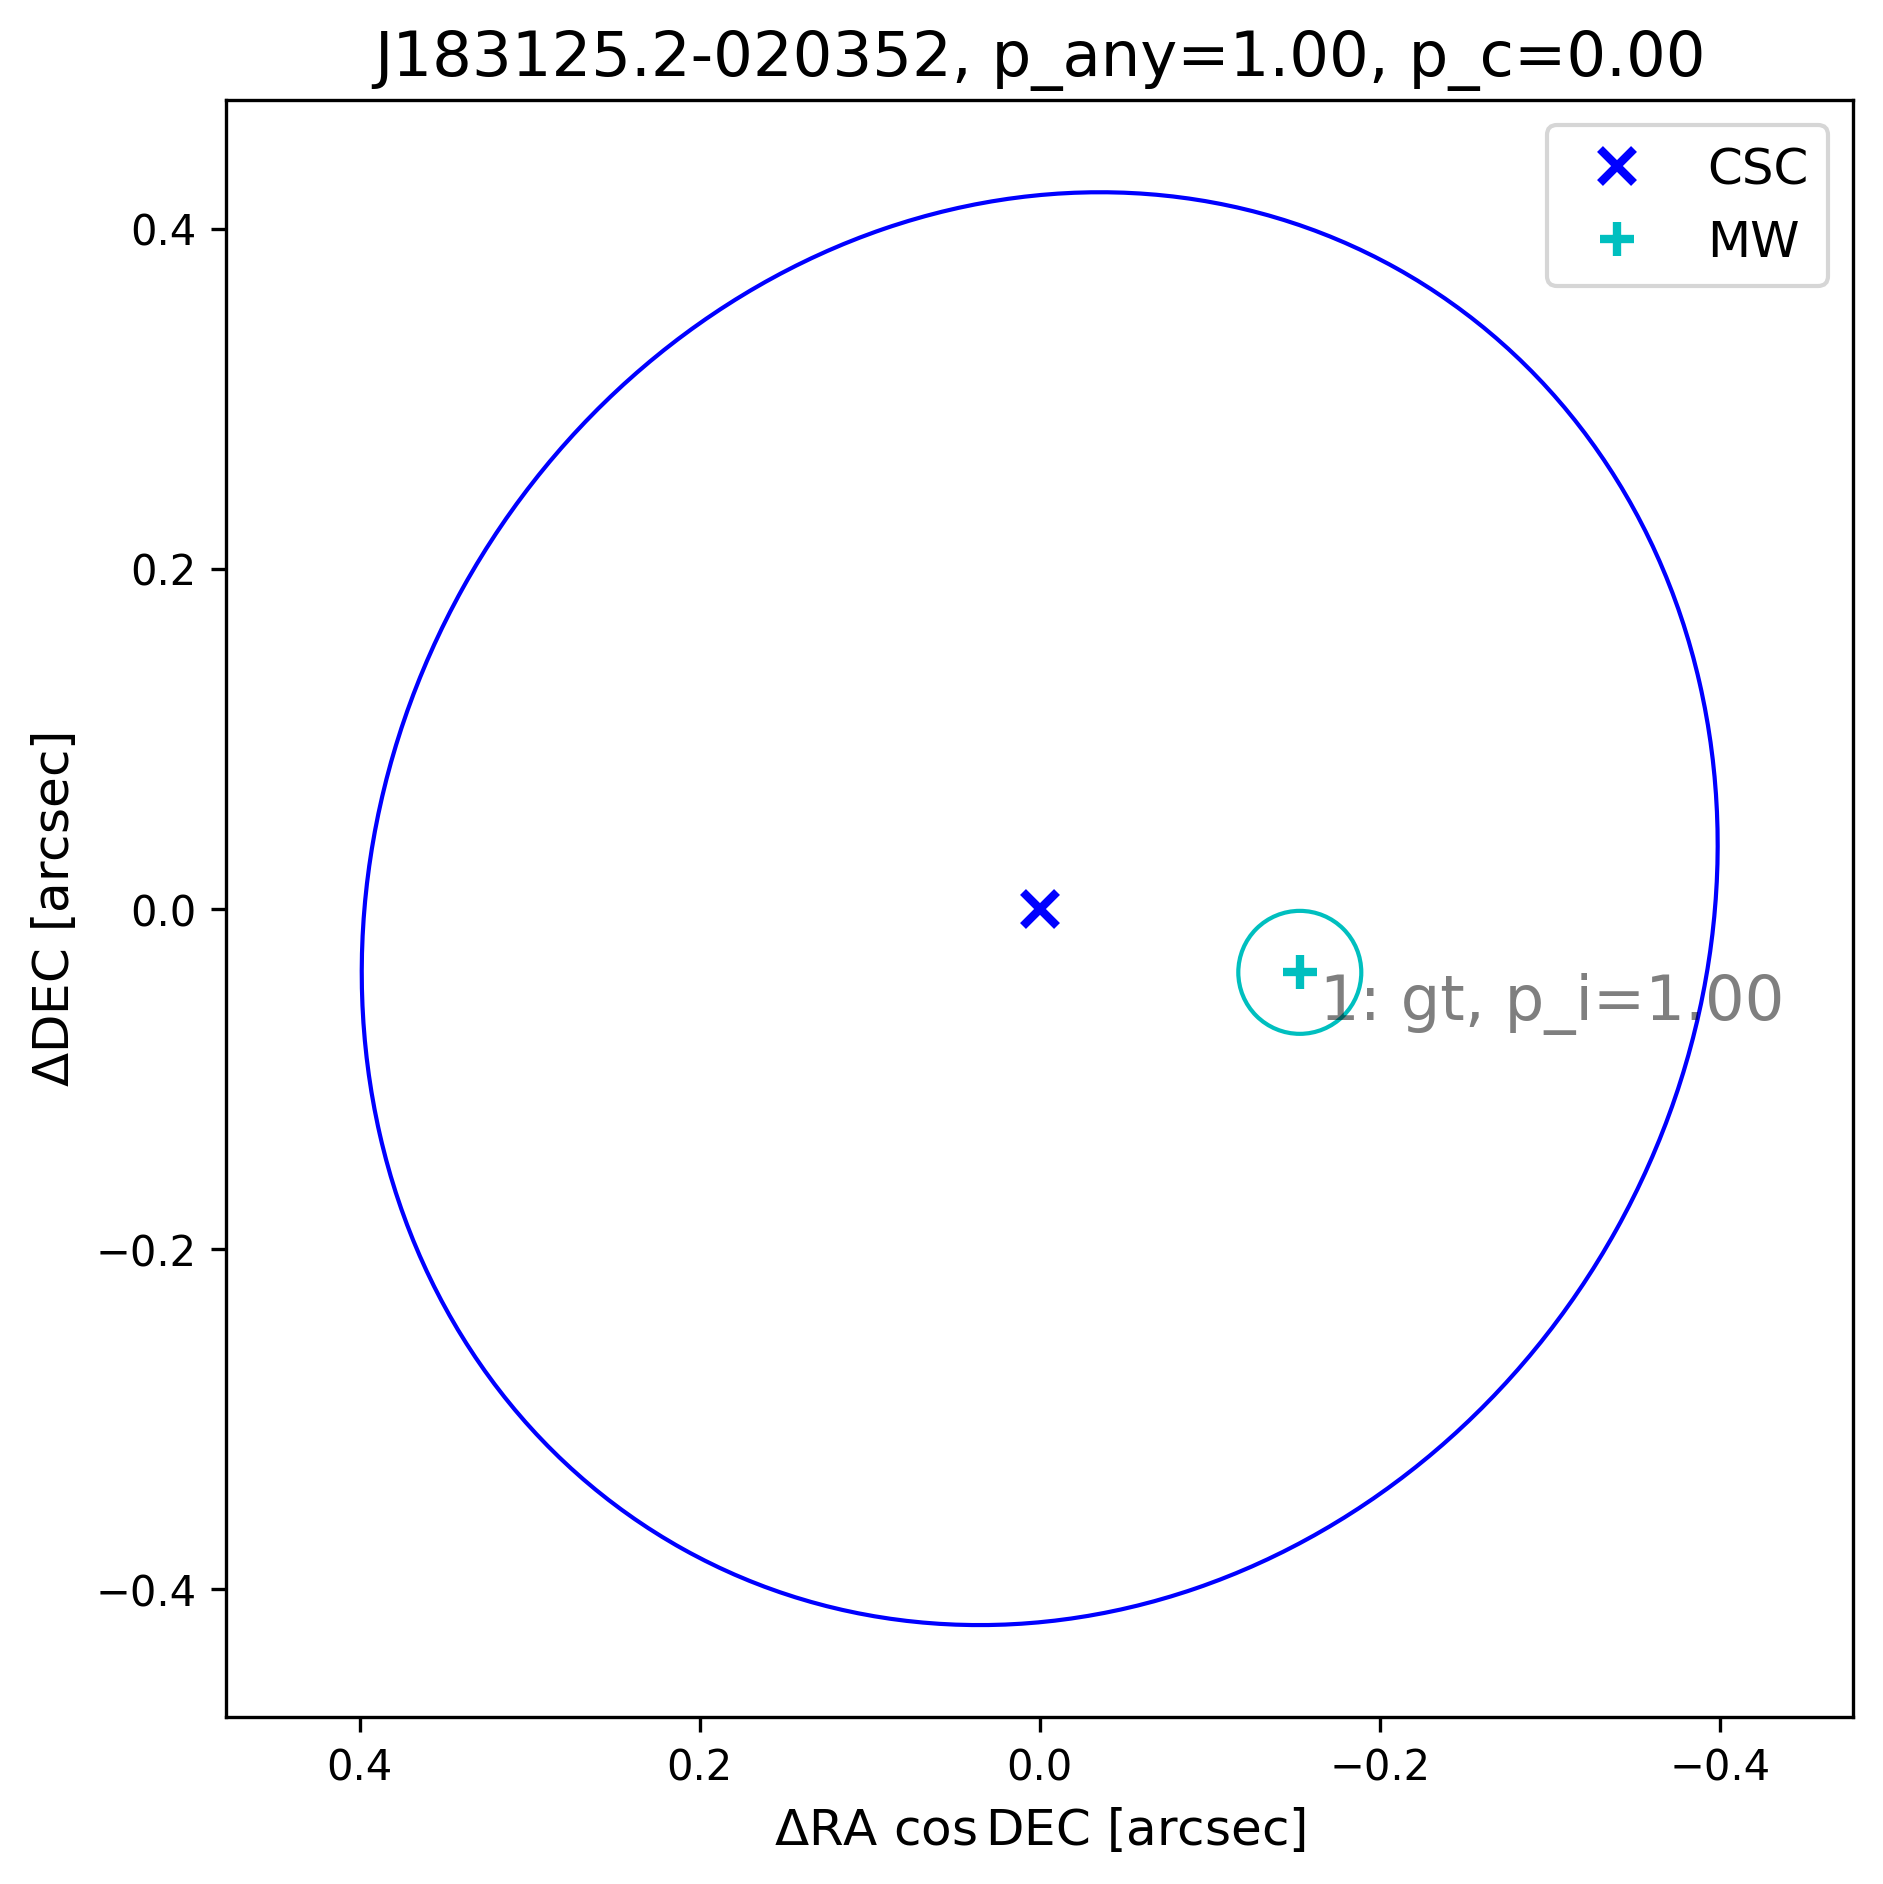 J183125.2-020352, p_any=1.00, p_c=0.00
CSC
MW
0.4
0.2
0.0
−0.2
−0.4
ΔDEC [arcsec]
1: gt, p_i=1.00
0.4 0.2 0.0 −0.2 −0.4
ΔRA cos DEC [arcsec]